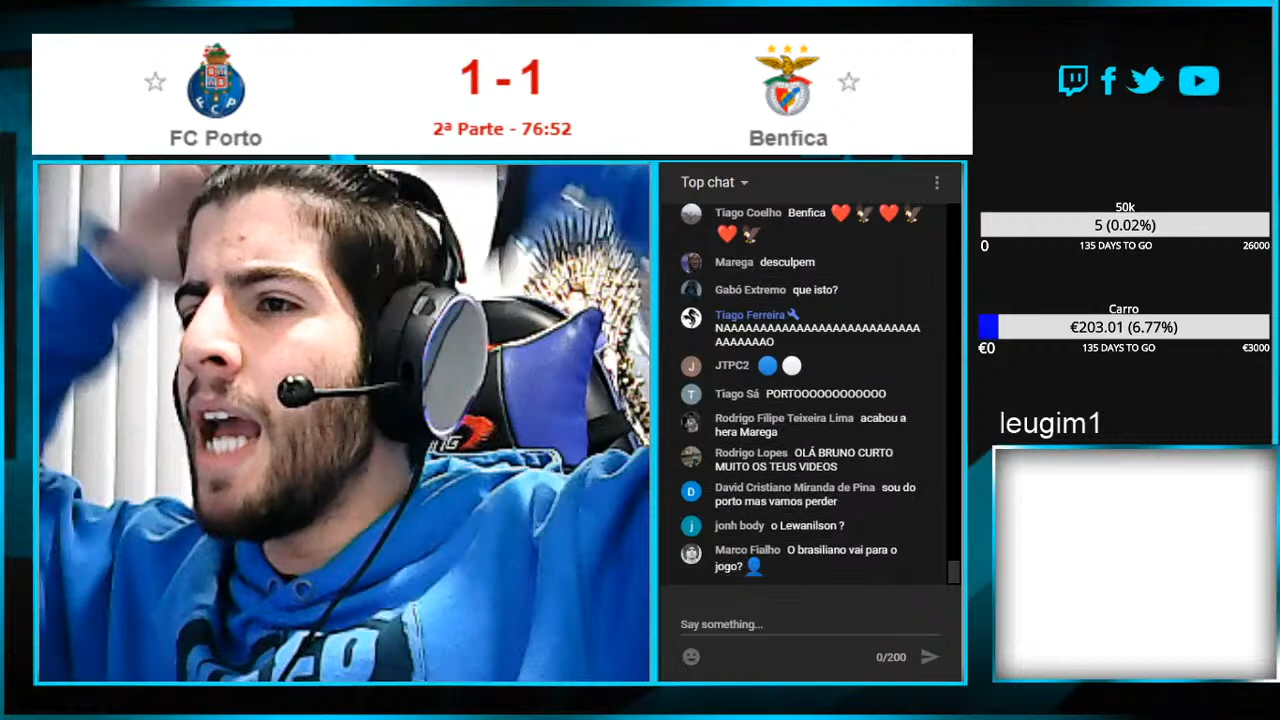 FC Porto
1 - 1
2ª Parte - 76:52
Benfica
Top chat
Tiago Coelho Benfica ❤️🦅❤️🦅
❤️🦅
Marega desculpem
Gabó Extremo que isto?
Tiago Ferreira
NAAAAAAAAAAAAAAAAAAAAAAAAAAA
AAAAAAAO
JTPC2 🔵⚪
Tiago Sá PORTOOOOOOOOOOOO
Rodrigo Filipe Teixeira Lima acabou a
hera Marega
Rodrigo Lopes OLÁ BRUNO CURTO
MUITO OS TEUS VIDEOS
David Cristiano Miranda de Pina sou do
porto mas vamos perder
jonh body o Lewanilson ?
Marco Fialho O brasiliano vai para o
jogo? 👤
Say something...
0/200
50k
5 (0.02%)
0 135 DAYS TO GO 26000
Carro
€203.01 (6.77%)
€0 135 DAYS TO GO €3000
leugim1